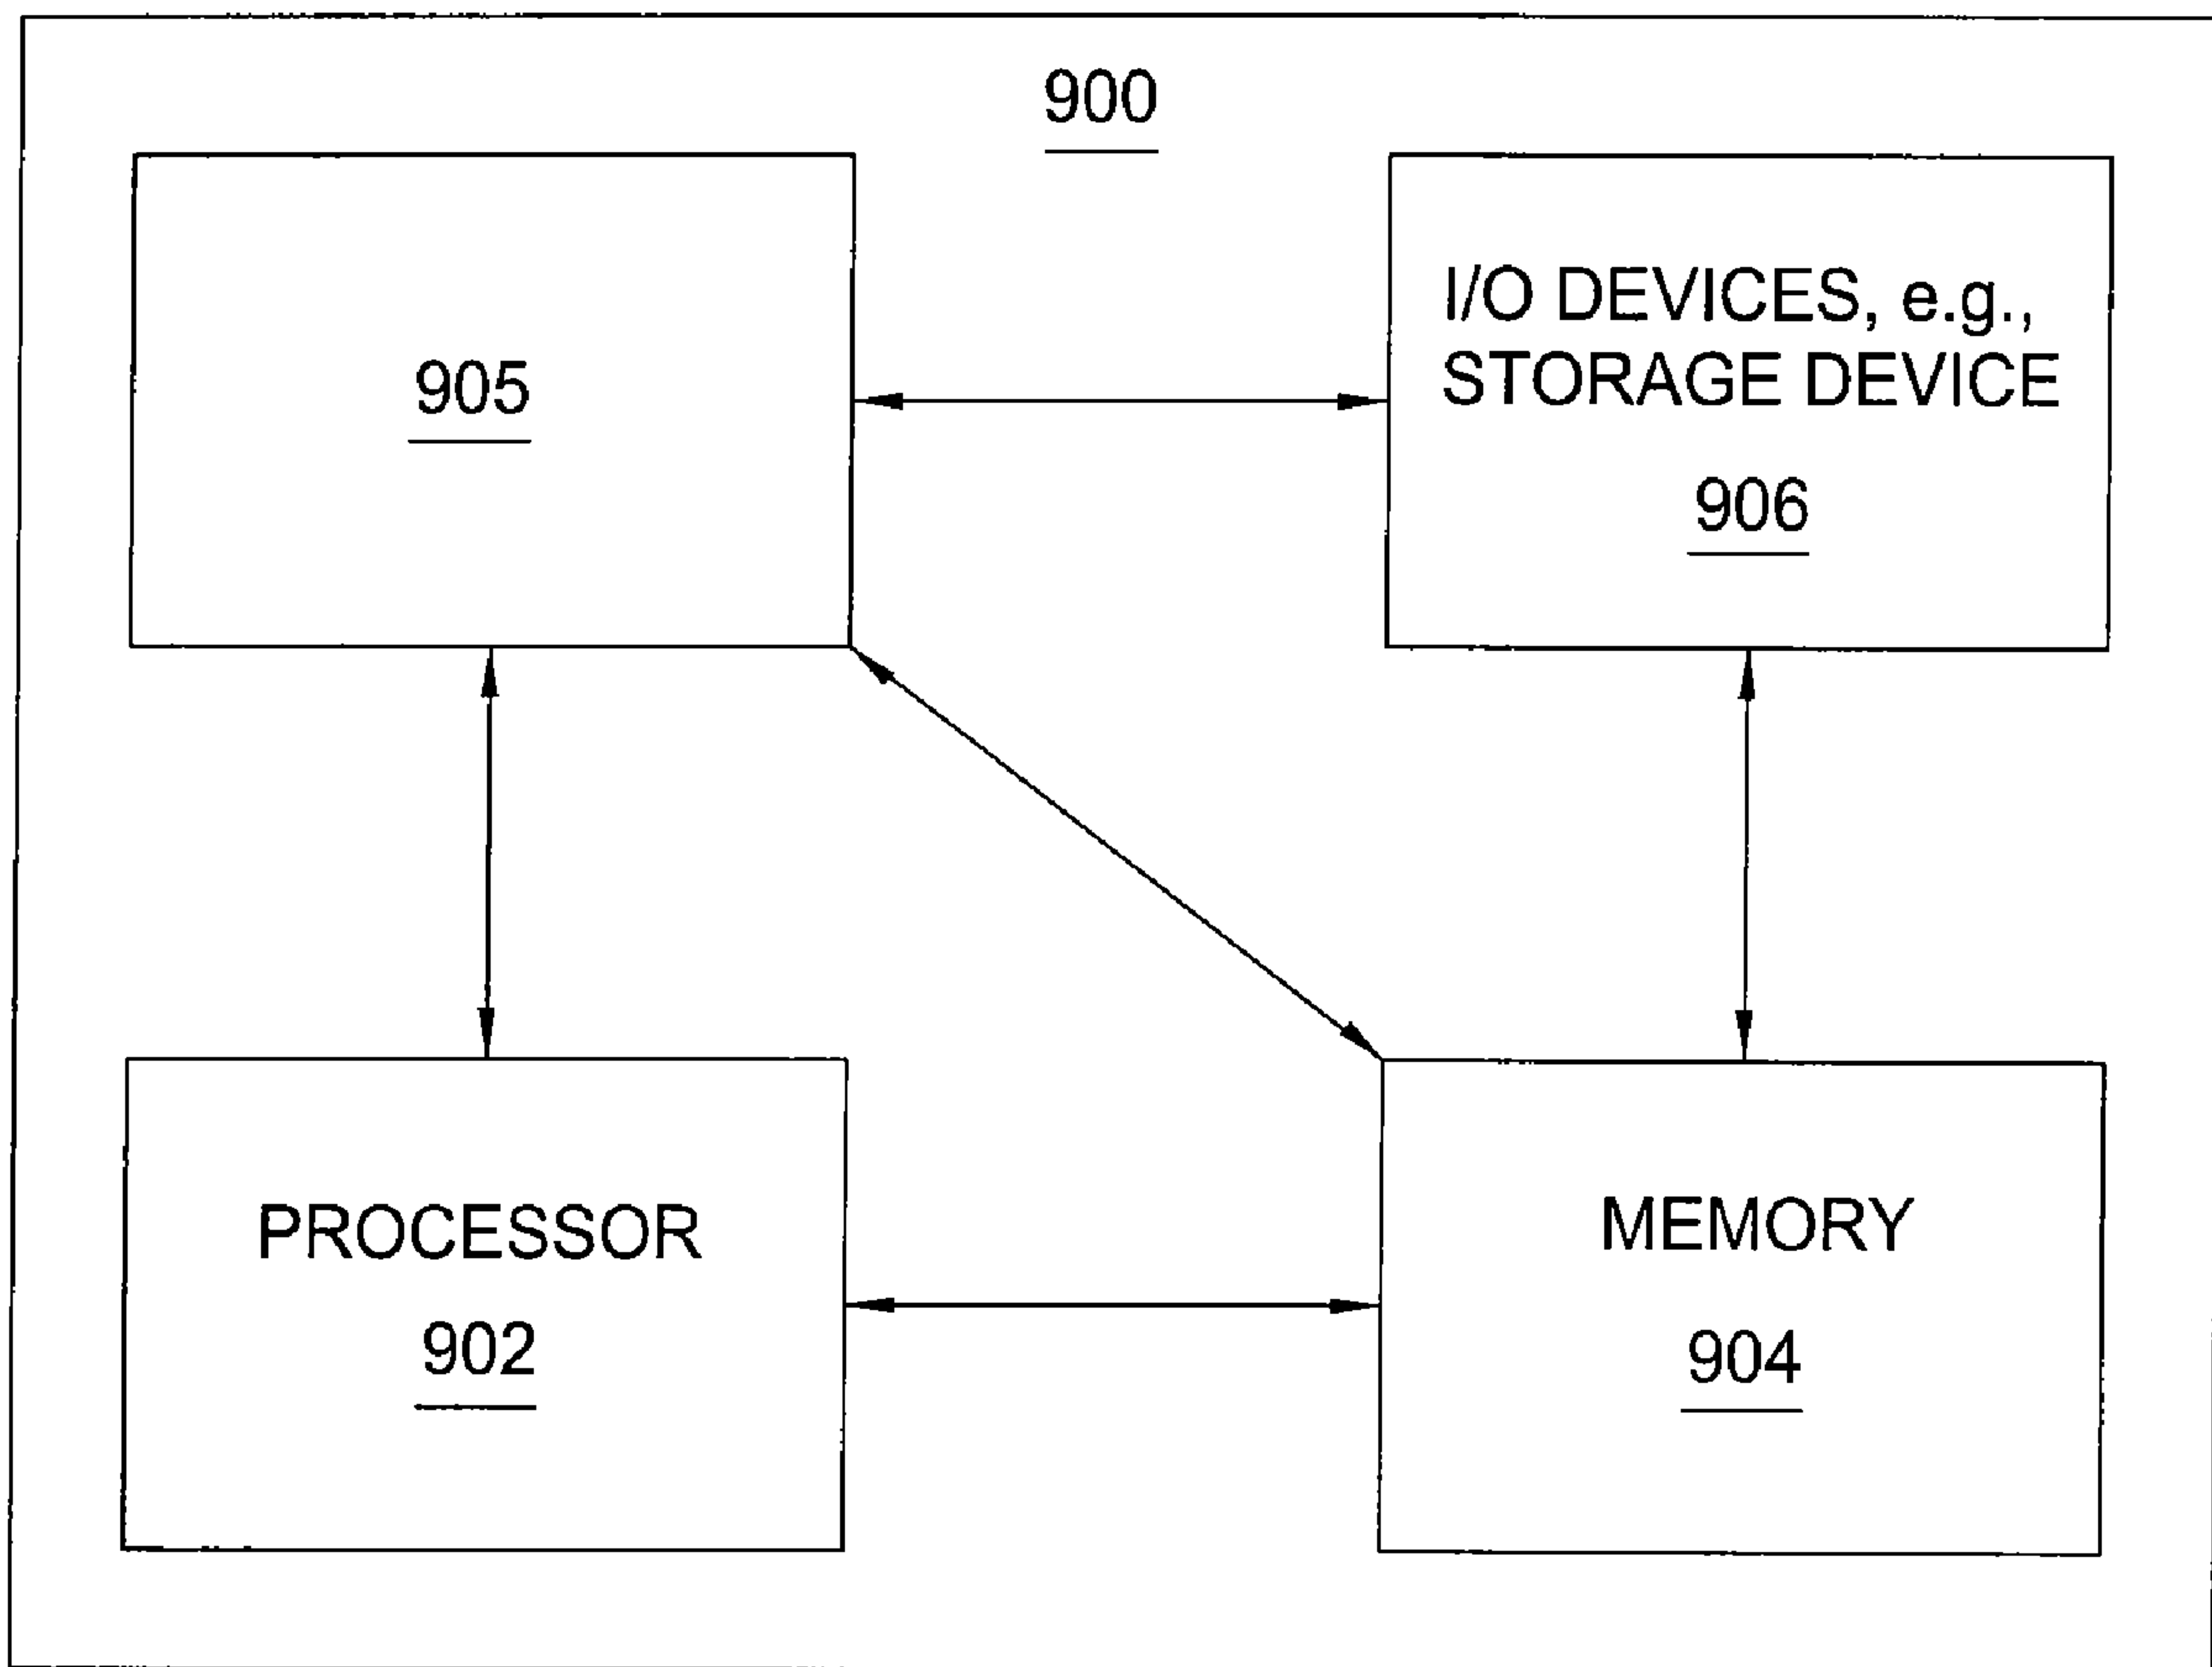 900
905
I/O DEVICES, e.g.,
STORAGE DEVICE
906
PROCESSOR
902
MEMORY
904